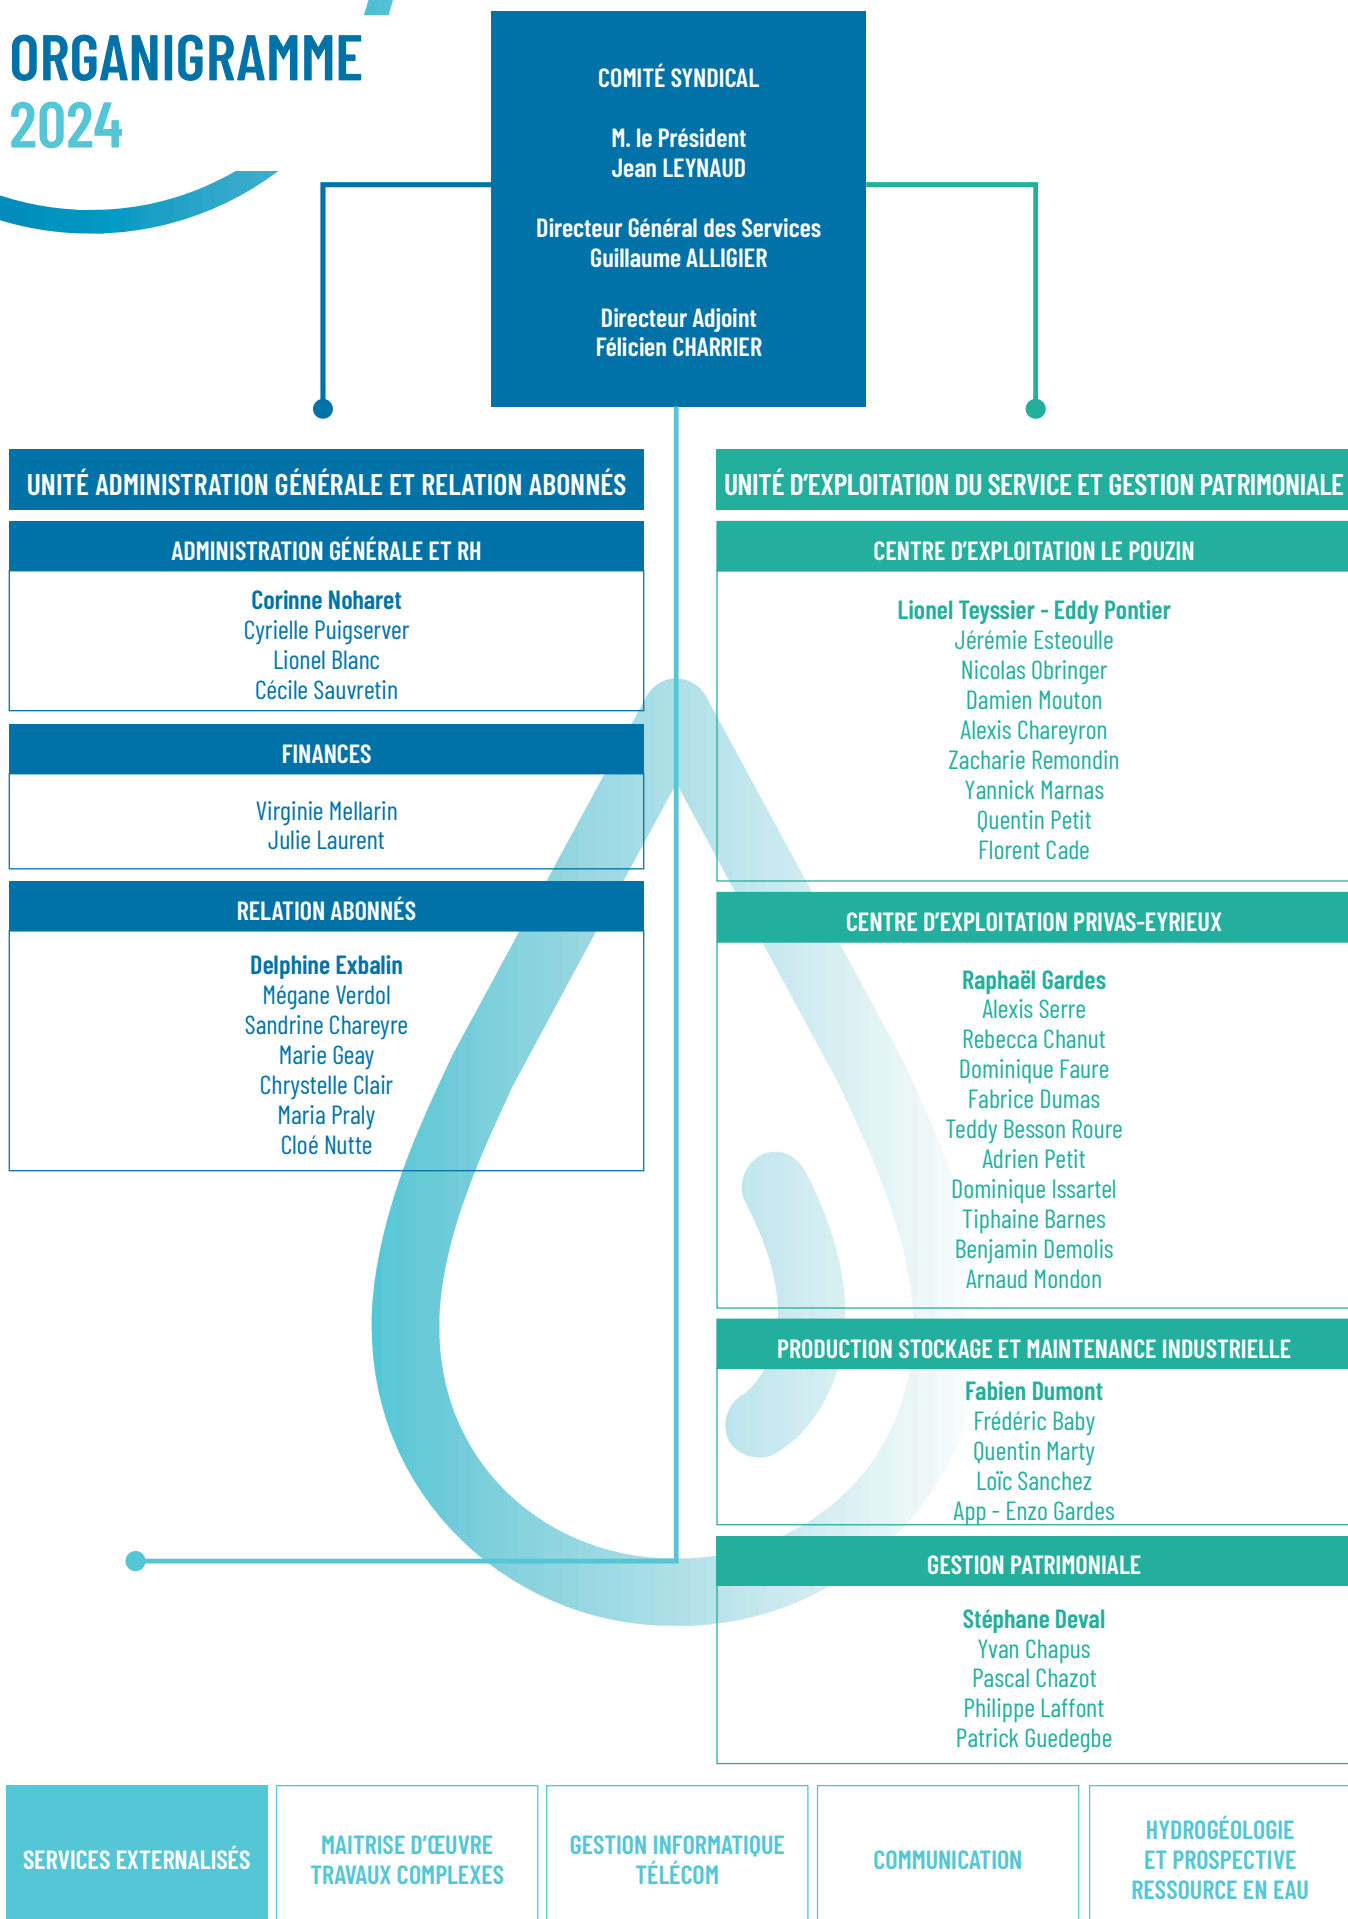 ORGANIGRAMME
2024
COMITÉ SYNDICAL
M. le Président
Jean LEYNAUD
Directeur Général des Services
Guillaume ALLIGIER
Directeur Adjoint
Félicien CHARRIER
UNITÉ ADMINISTRATION GÉNÉRALE ET RELATION ABONNÉS
ADMINISTRATION GÉNÉRALE ET RH
Corinne Noharet
Cyrielle Puigserver
Lionel Blanc
Cécile Sauvretin
FINANCES
Virginie Mellarin
Julie Laurent
RELATION ABONNÉS
Delphine Exbalin
Mégane Verdol
Sandrine Chareyre
Marie Geay
Chrystelle Clair
Maria Praly
Cloé Nutte
UNITÉ D'EXPLOITATION DU SERVICE ET GESTION PATRIMONIALE
CENTRE D'EXPLOITATION LE POUZIN
Lionel Teyssier - Eddy Pontier
Jérémie Esteoulle
Nicolas Obringer
Damien Mouton
Alexis Chareyron
Zacharie Remondin
Yannick Marnas
Quentin Petit
Florent Cade
CENTRE D'EXPLOITATION PRIVAS-EYRIEUX
Raphaël Gardes
Alexis Serre
Rebecca Chanut
Dominique Faure
Fabrice Dumas
Teddy Besson Roure
Adrien Petit
Dominique Issartel
Tiphaine Barnes
Benjamin Demolis
Arnaud Mondon
PRODUCTION STOCKAGE ET MAINTENANCE INDUSTRIELLE
Fabien Dumont
Frédéric Baby
Quentin Marty
Loïc Sanchez
App - Enzo Gardes
GESTION PATRIMONIALE
Stéphane Deval
Yvan Chapus
Pascal Chazot
Philippe Laffont
Patrick Guedegbe
SERVICES EXTERNALISÉS
MAITRISE D'ŒUVRE
TRAVAUX COMPLEXES
GESTION INFORMATIQUE
TÉLÉCOM
COMMUNICATION
HYDROGÉOLOGIE
ET PROSPECTIVE
RESSOURCE EN EAU